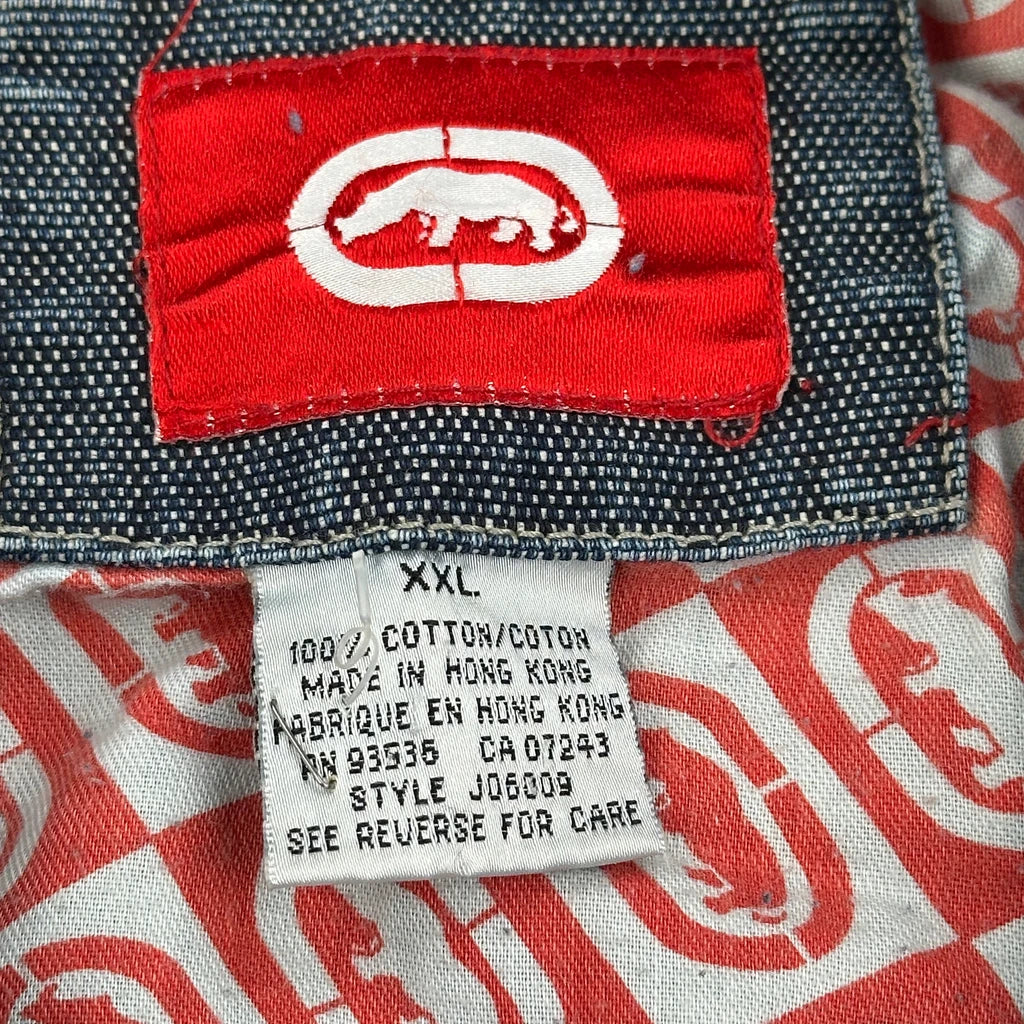 XXL
100% COTTON/COTON
MADE IN HONG KONG
FABRIQUE EN HONG KONG
RN 93536 CA 07243
STYLE J06009
SEE REVERSE FOR CARE